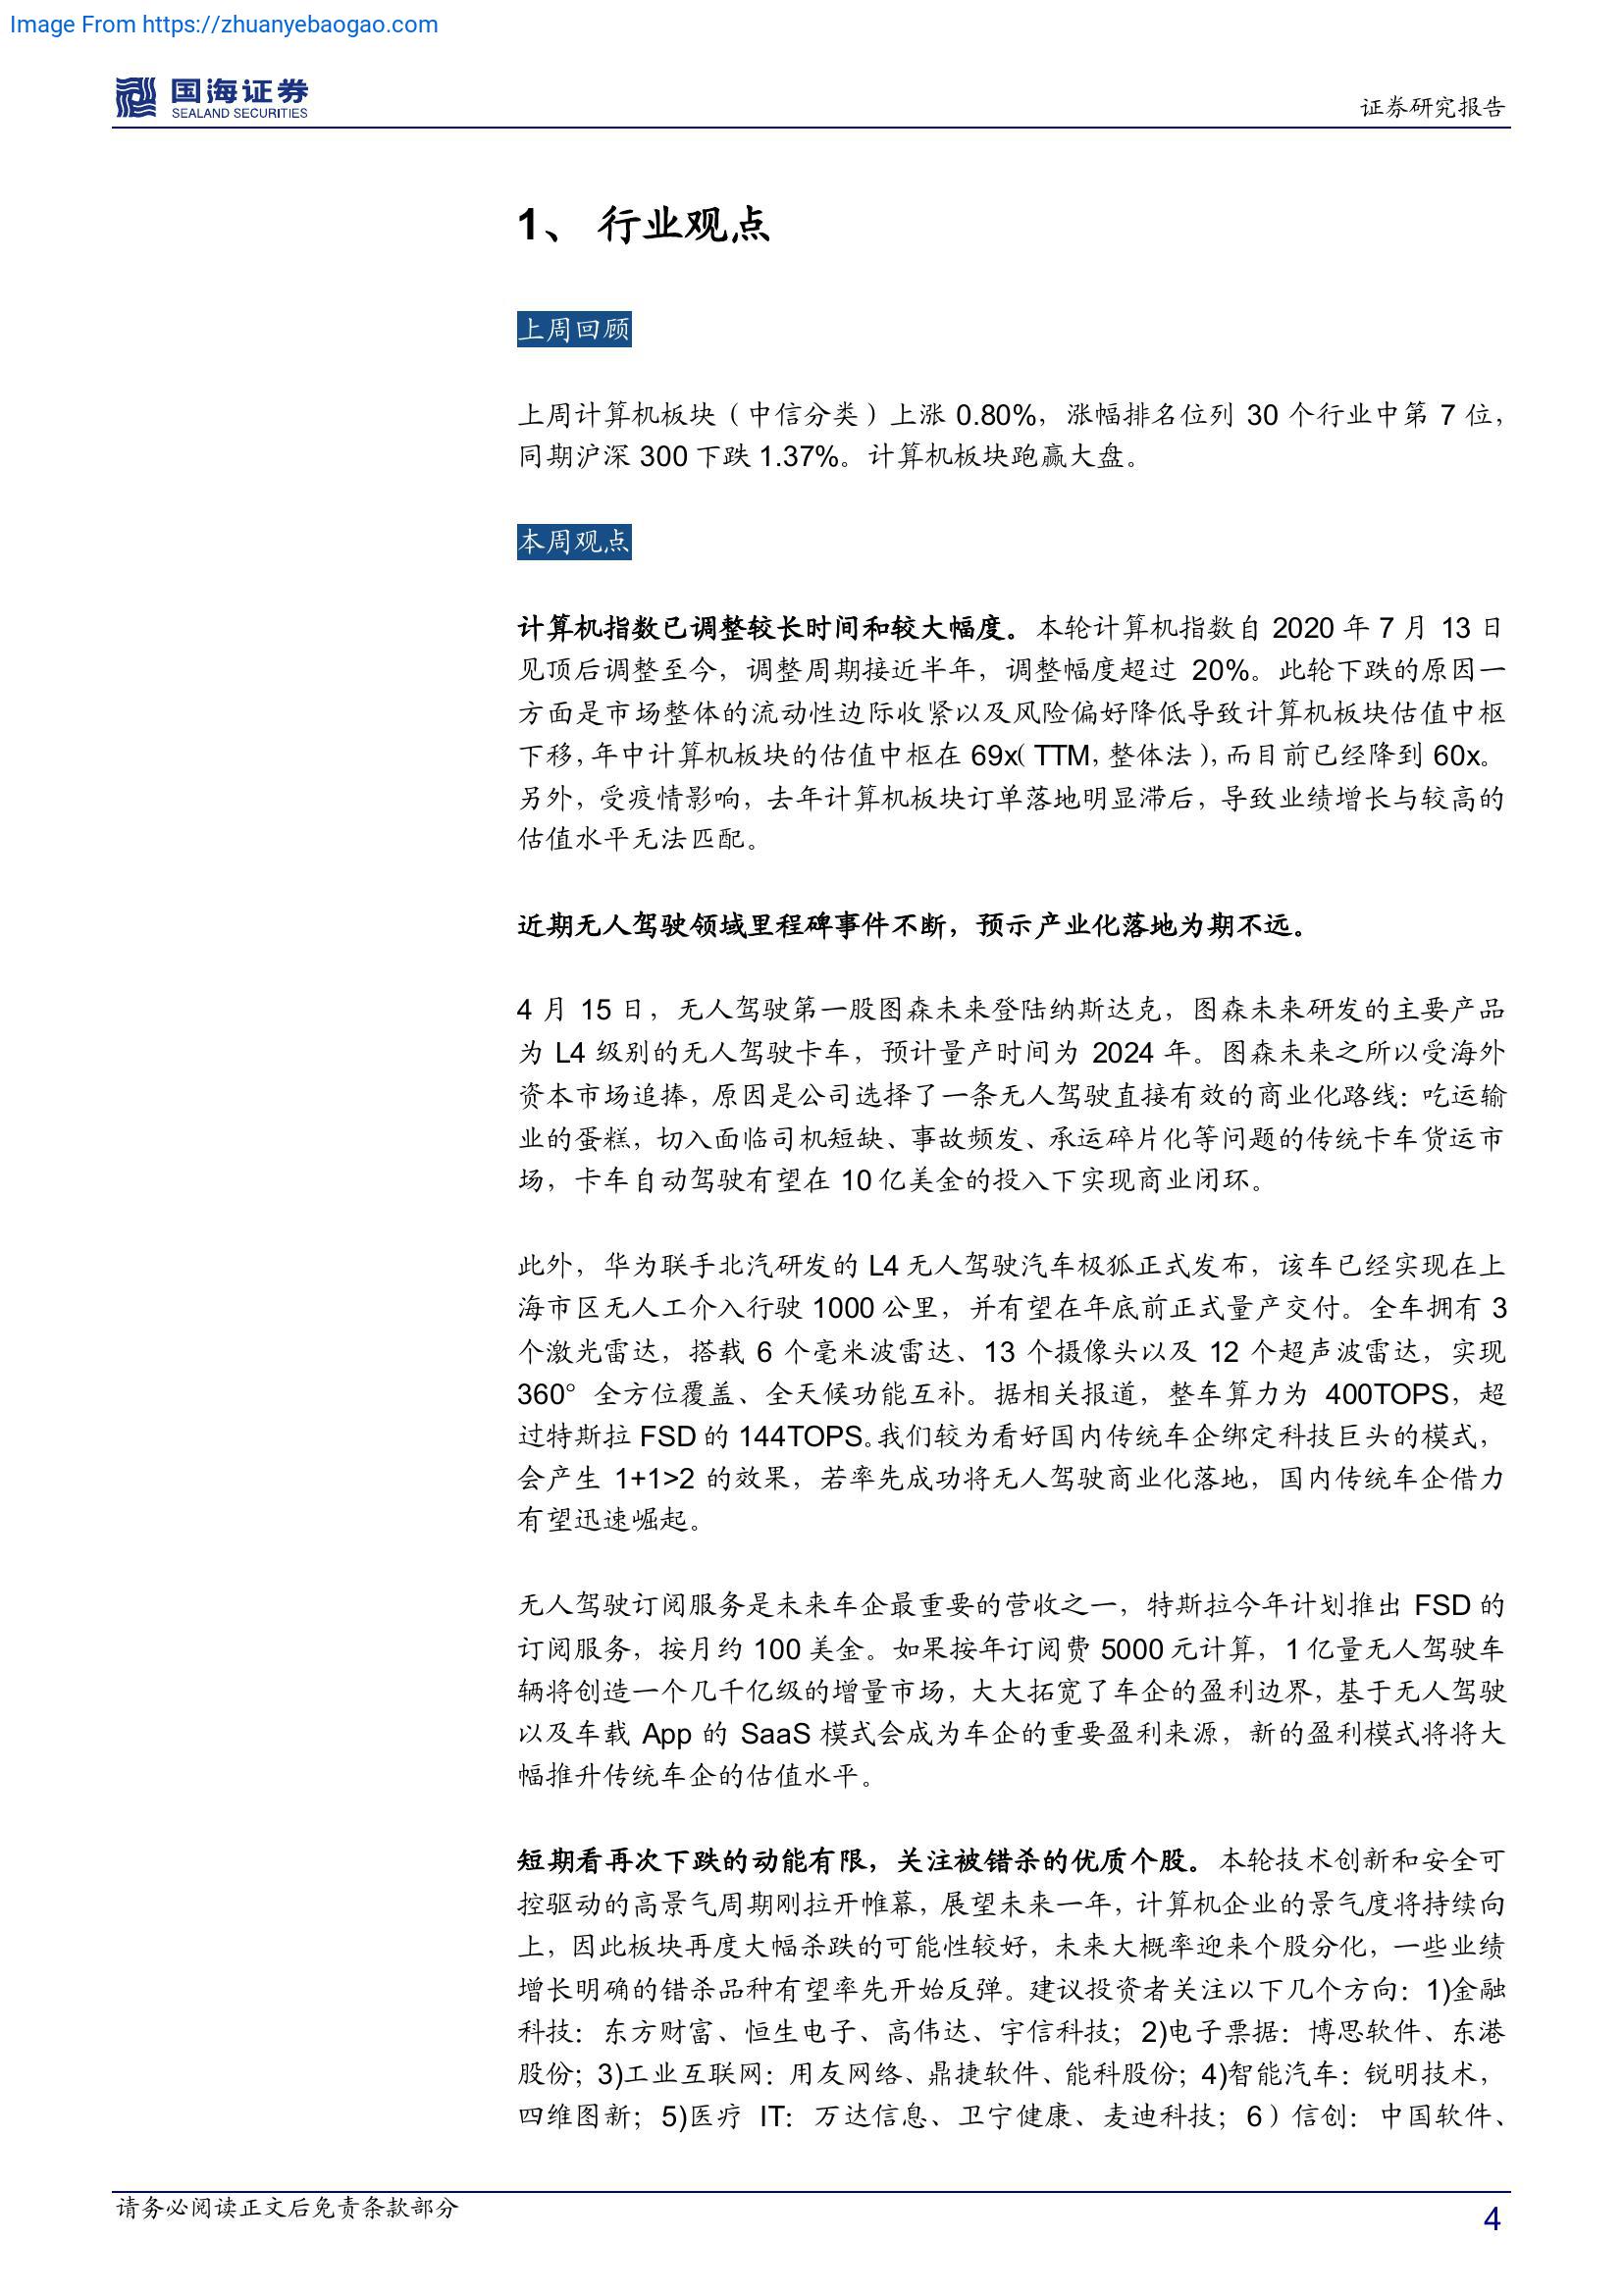 Image From https://zhuanyebaogao.com
国海证券
SEALAND SECURITIES
证券研究报告
1、 行业观点
上周回顾
上周计算机板块（中信分类）上涨 0.80%，涨幅排名位列 30 个行业中第 7 位，
同期沪深 300 下跌 1.37%。计算机板块跑赢大盘。
本周观点
计算机指数已调整较长时间和较大幅度。本轮计算机指数自 2020 年 7 月 13 日
见顶后调整至今，调整周期接近半年，调整幅度超过 20%。此轮下跌的原因一
方面是市场整体的流动性边际收紧以及风险偏好降低导致计算机板块估值中枢
下移，年中计算机板块的估值中枢在 69x（TTM，整体法），而目前已经降到 60x。
另外，受疫情影响，去年计算机板块订单落地明显滞后，导致业绩增长与较高的
估值水平无法匹配。
近期无人驾驶领域里程碑事件不断，预示产业化落地为期不远。
4 月 15 日，无人驾驶第一股图森未来登陆纳斯达克，图森未来研发的主要产品
为 L4 级别的无人驾驶卡车，预计量产时间为 2024 年。图森未来之所以受海外
资本市场追捧，原因是公司选择了一条无人驾驶直接有效的商业化路线：吃运输
业的蛋糕，切入面临司机短缺、事故频发、承运碎片化等问题的传统卡车货运市
场，卡车自动驾驶有望在 10 亿美金的投入下实现商业闭环。
此外，华为联手北汽研发的 L4 无人驾驶汽车极狐正式发布，该车已经实现在上
海市区无人工介入行驶 1000 公里，并有望在年底前正式量产交付。全车拥有 3
个激光雷达，搭载 6 个毫米波雷达、13 个摄像头以及 12 个超声波雷达，实现
360° 全方位覆盖、全天候功能互补。据相关报道，整车算力为 400TOPS，超
过特斯拉 FSD 的 144TOPS。我们较为看好国内传统车企绑定科技巨头的模式，
会产生 1+1>2 的效果，若率先成功将无人驾驶商业化落地，国内传统车企借力
有望迅速崛起。
无人驾驶订阅服务是未来车企最重要的营收之一，特斯拉今年计划推出 FSD 的
订阅服务，按月约 100 美金。如果按年订阅费 5000 元计算，1 亿量无人驾驶车
辆将创造一个几千亿级的增量市场，大大拓宽了车企的盈利边界，基于无人驾驶
以及车载 App 的 SaaS 模式会成为车企的重要盈利来源，新的盈利模式将将大
幅推升传统车企的估值水平。
短期看再次下跌的动能有限，关注被错杀的优质个股。本轮技术创新和安全可
控驱动的高景气周期刚拉开帷幕，展望未来一年，计算机企业的景气度将持续向
上，因此板块再度大幅杀跌的可能性较好，未来大概率迎来个股分化，一些业绩
增长明确的错杀品种有望率先开始反弹。建议投资者关注以下几个方向：1)金融
科技：东方财富、恒生电子、高伟达、宇信科技；2)电子票据：博思软件、东港
股份；3)工业互联网：用友网络、鼎捷软件、能科股份；4)智能汽车：锐明技术，
四维图新；5)医疗 IT：万达信息、卫宁健康、麦迪科技；6）信创：中国软件、
请务必阅读正文后免责条款部分
4